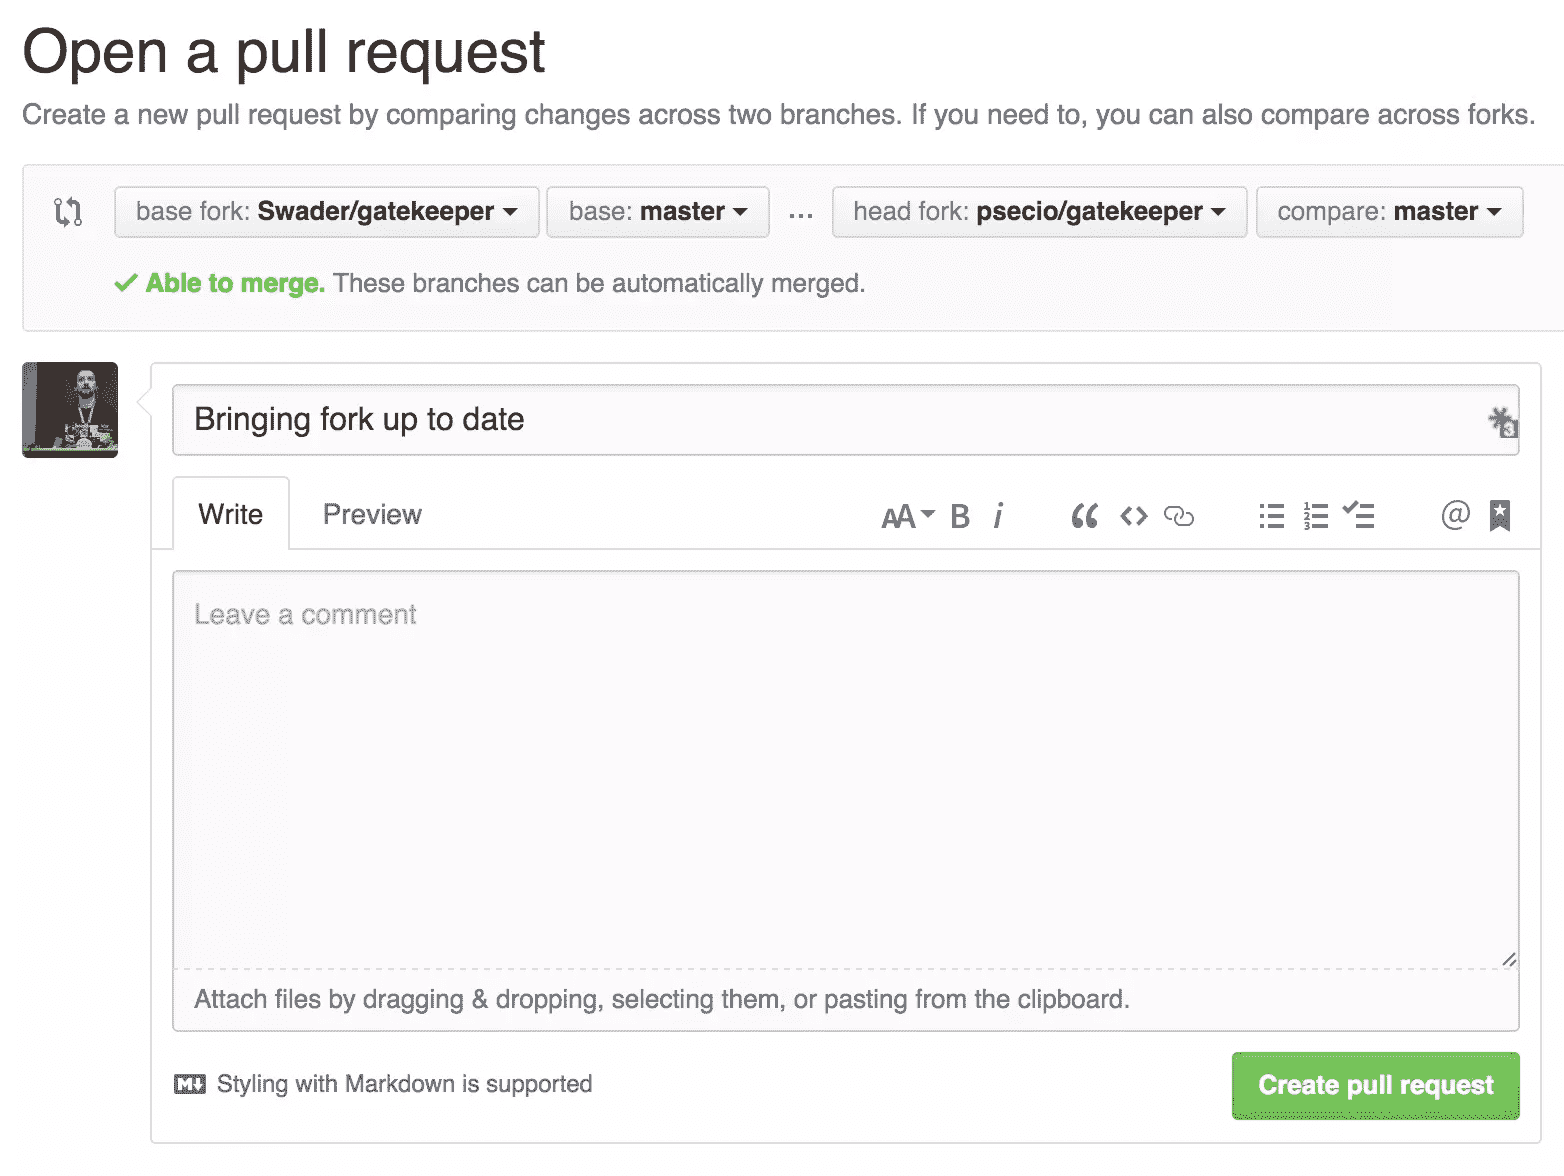 Open a pull request
Create a new pull request by comparing changes across two branches. If you need to, you can also compare across forks.
base fork: Swader/gatekeeper base: master ... head fork: psecio/gatekeeper compare: master
Able to merge. These branches can be automatically merged.
Bringing fork up to date
3
Write Preview AA B i
Leave a comment
Attach files by dragging & dropping, selecting them, or pasting from the clipboard.
M Styling with Markdown is supported
Create pull request